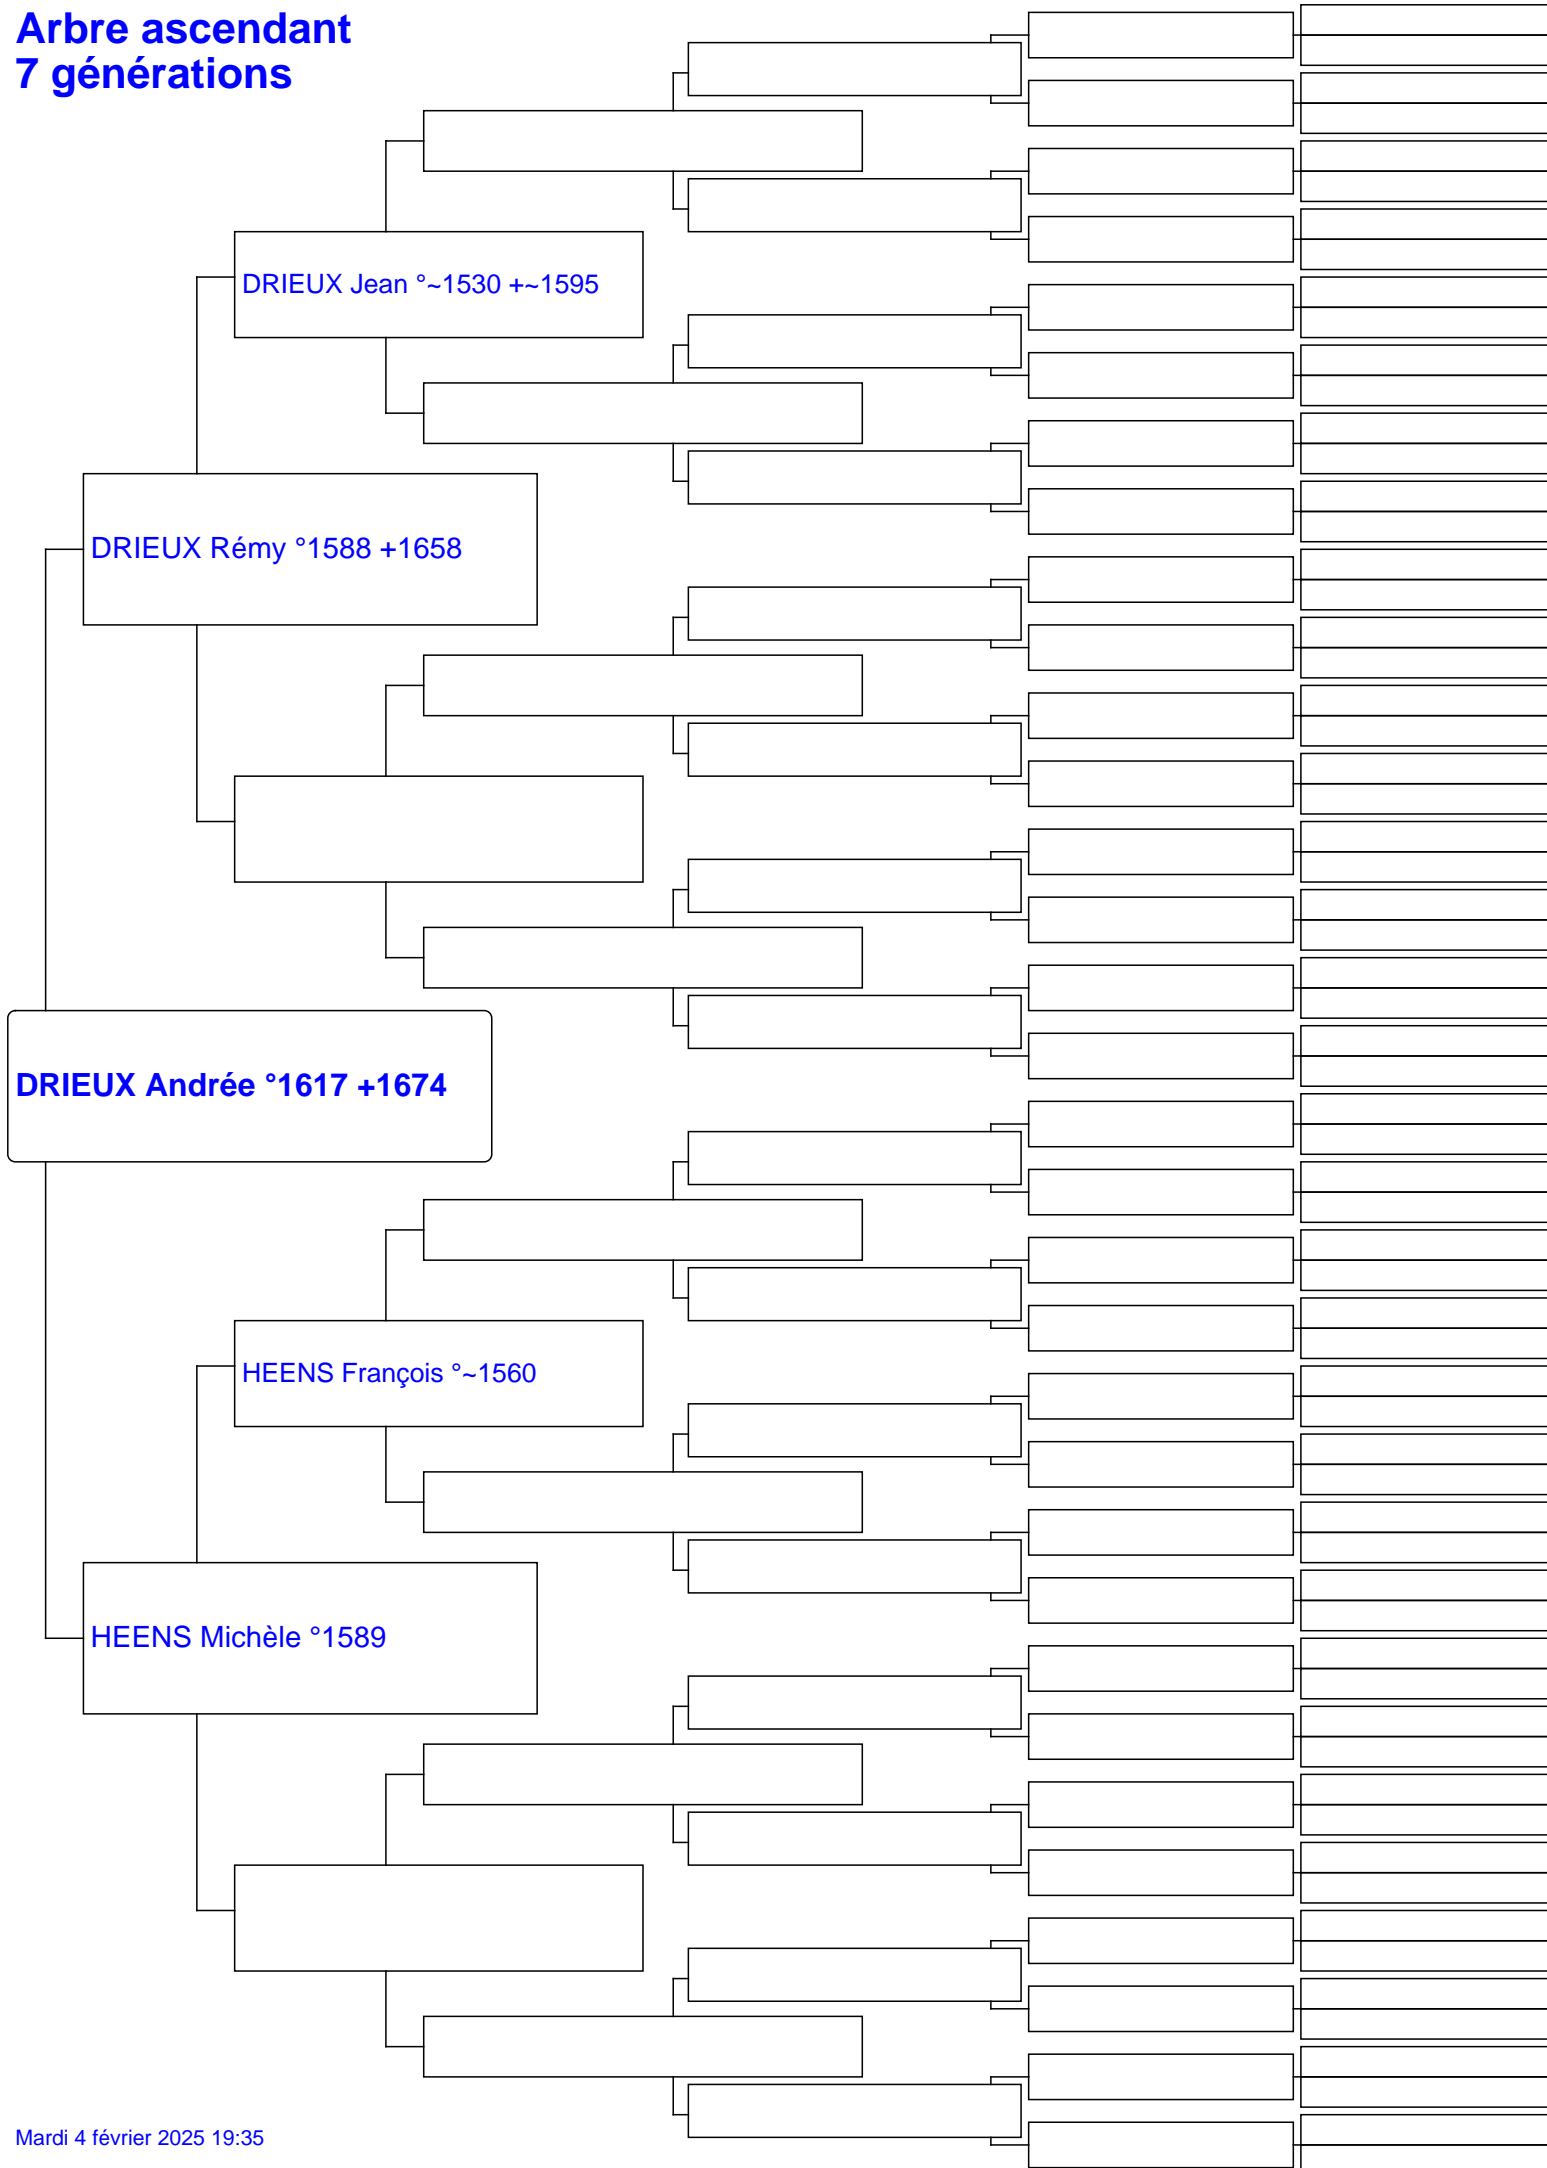 Arbre ascendant
7 générations
DRIEUX Jean °~1530 +~1595
DRIEUX Rémy °1588 +1658
DRIEUX Andrée °1617 +1674
HEENS François °~1560
HEENS Michèle °1589
Mardi 4 février 2025 19:35